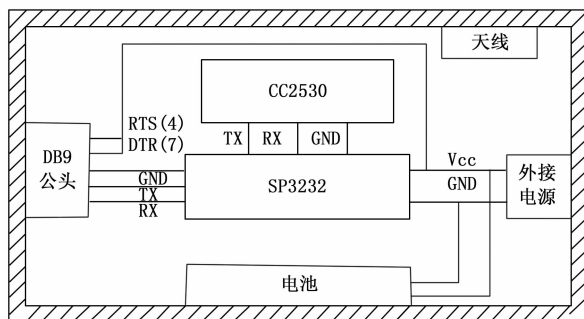 天线
CC2530
RTS(4)
DTR(7)
TX RX GND
DB9
公头
GND
TX
RX
SP3232
Vcc
GND
外接
电源
电池